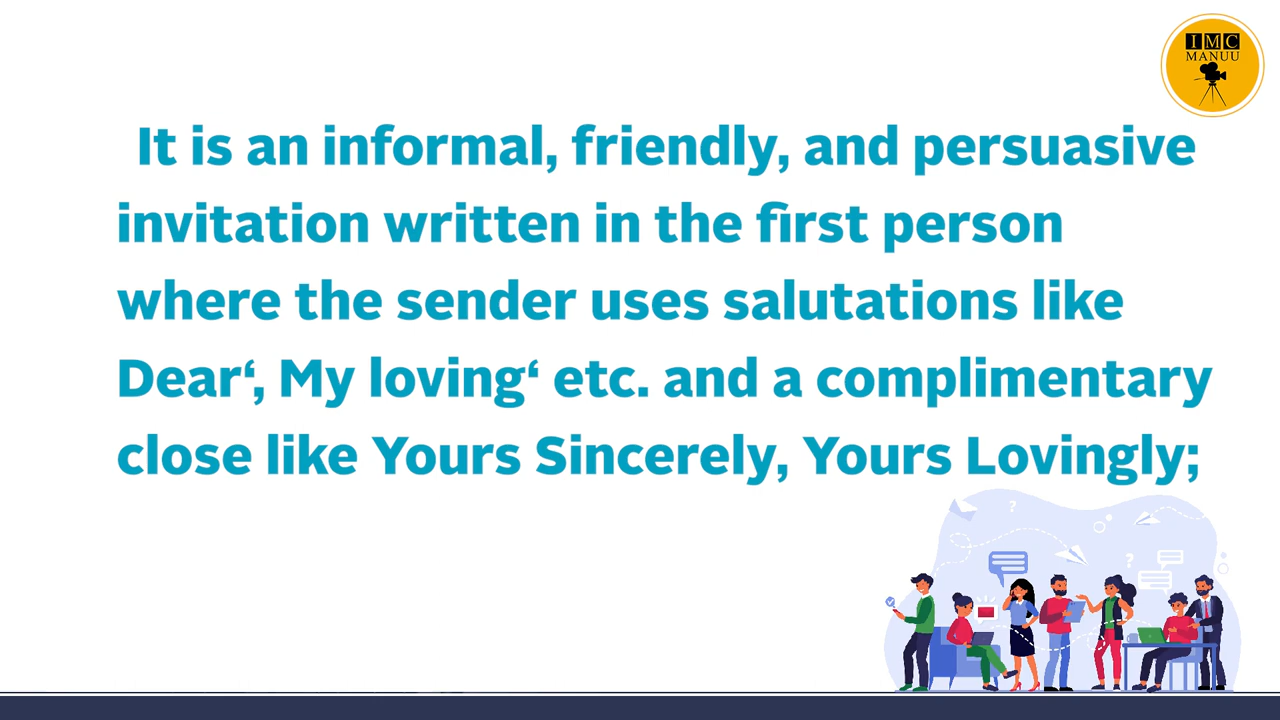 IMC
MANUU
It is an informal, friendly, and persuasive
invitation written in the first person
where the sender uses salutations like
Dear‘, My loving‘ etc. and a complimentary
close like Yours Sincerely, Yours Lovingly;